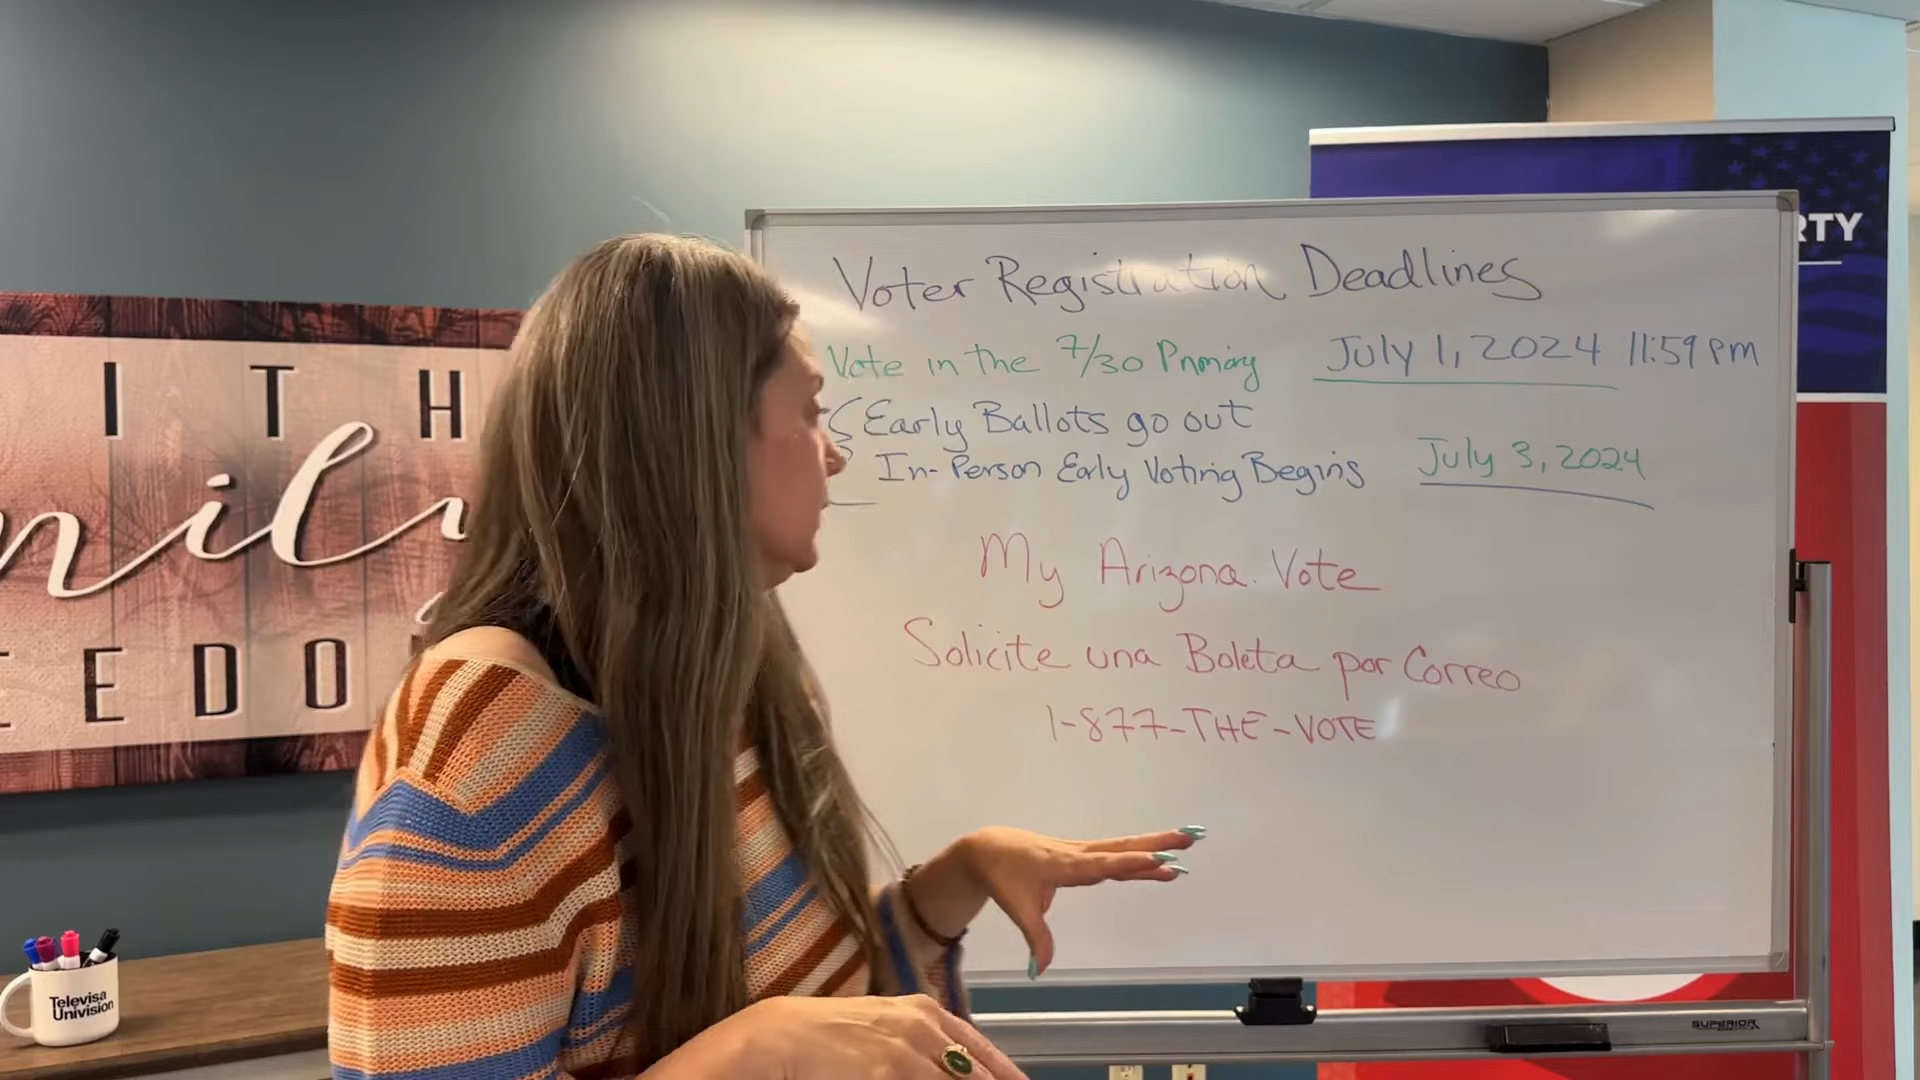 Voter Registration Deadlines
Vote in the 7/30 Primary July 1, 2024 11:59 pm
Early Ballots go out
In-Person Early Voting Begins July 3, 2024
My Arizona.Vote
Solicite una Boleta por Correo
1-877-THE-VOTE
ITH
EEDO
Televisa
Univision
RTY
SUPERIOR